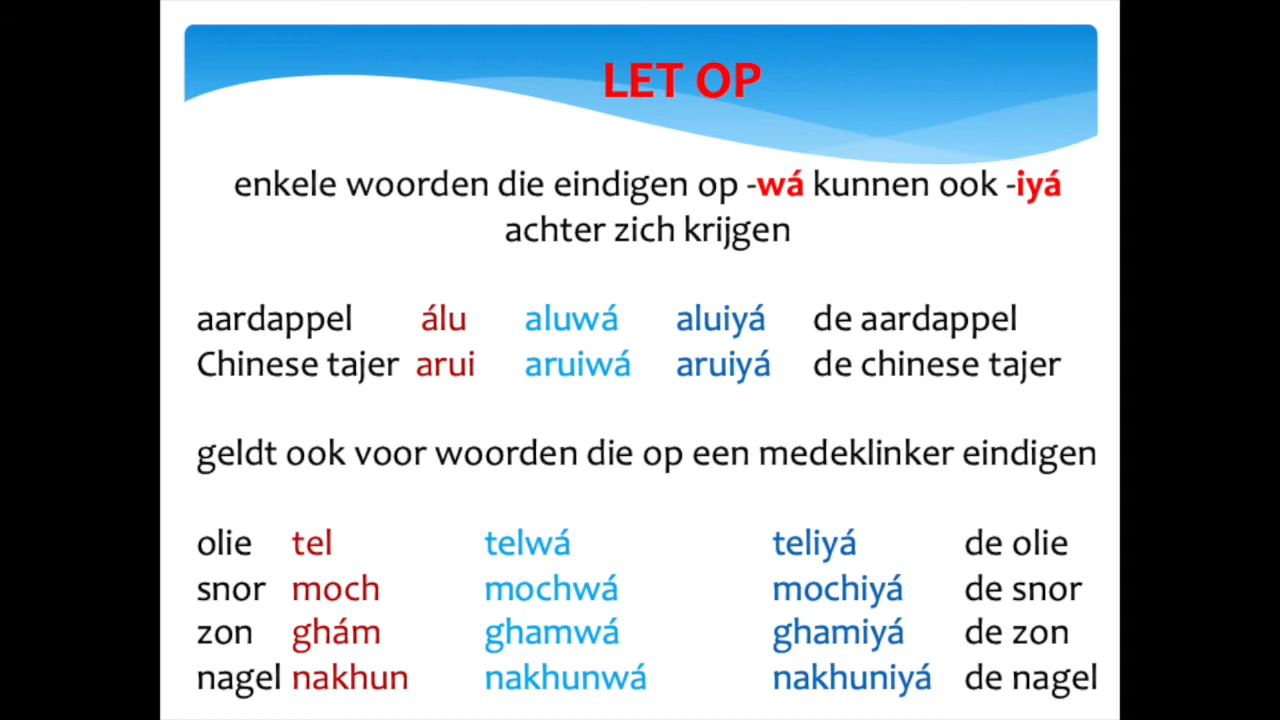 LET OP
enkele woorden die eindigen op -wá kunnen ook -iyá
achter zich krijgen
aardappel álu aluwá aluiyá de aardappel
Chinese tajer arui aruiwá aruiyá de chinese tajer
geldt ook voor woorden die op een medeklinker eindigen
olie tel telwá teliyá de olie
snor moch mochwá mochiyá de snor
zon ghám ghamwá ghamiyá de zon
nagel nakhun nakhunwá nakhuniyá de nagel